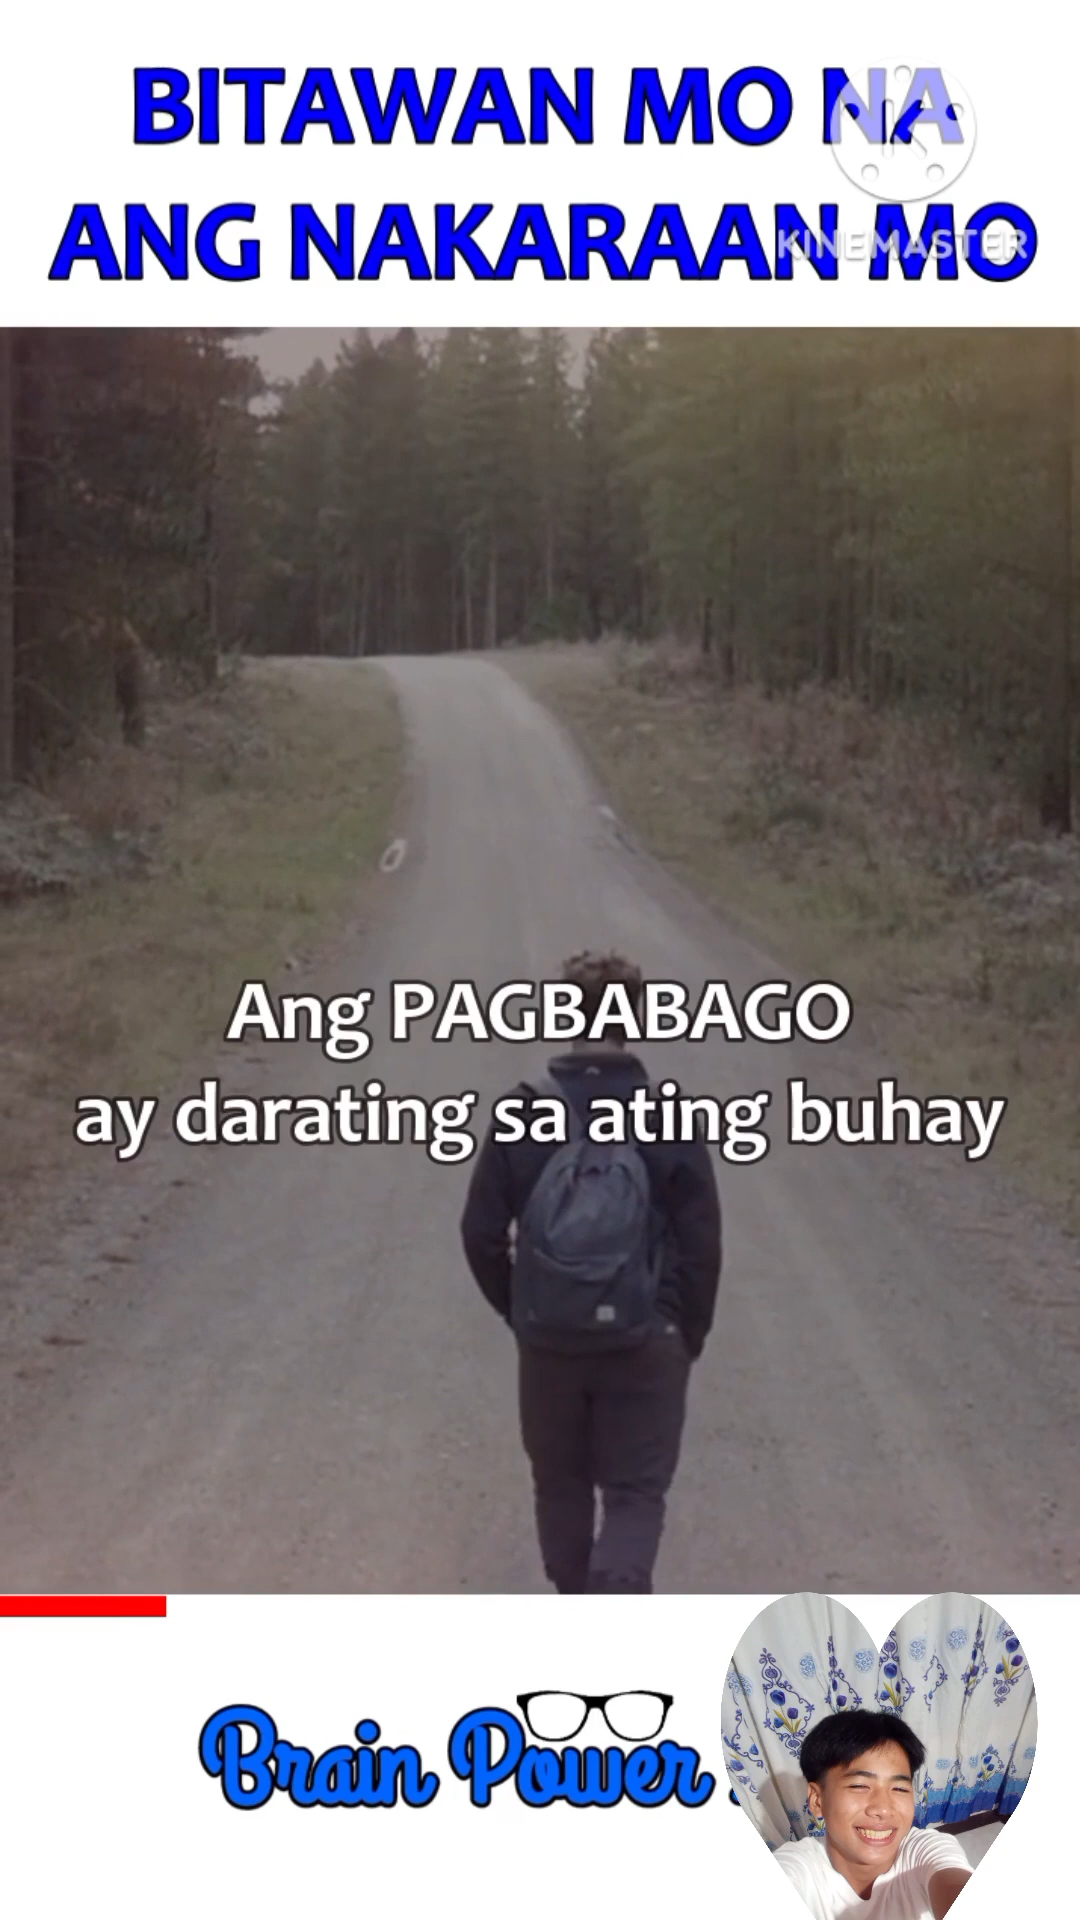 BITAWAN MO NA
ANG NAKARAAN MO
KINEMASTER
Ang PAGBABAGO
ay darating sa ating buhay
Brain Power